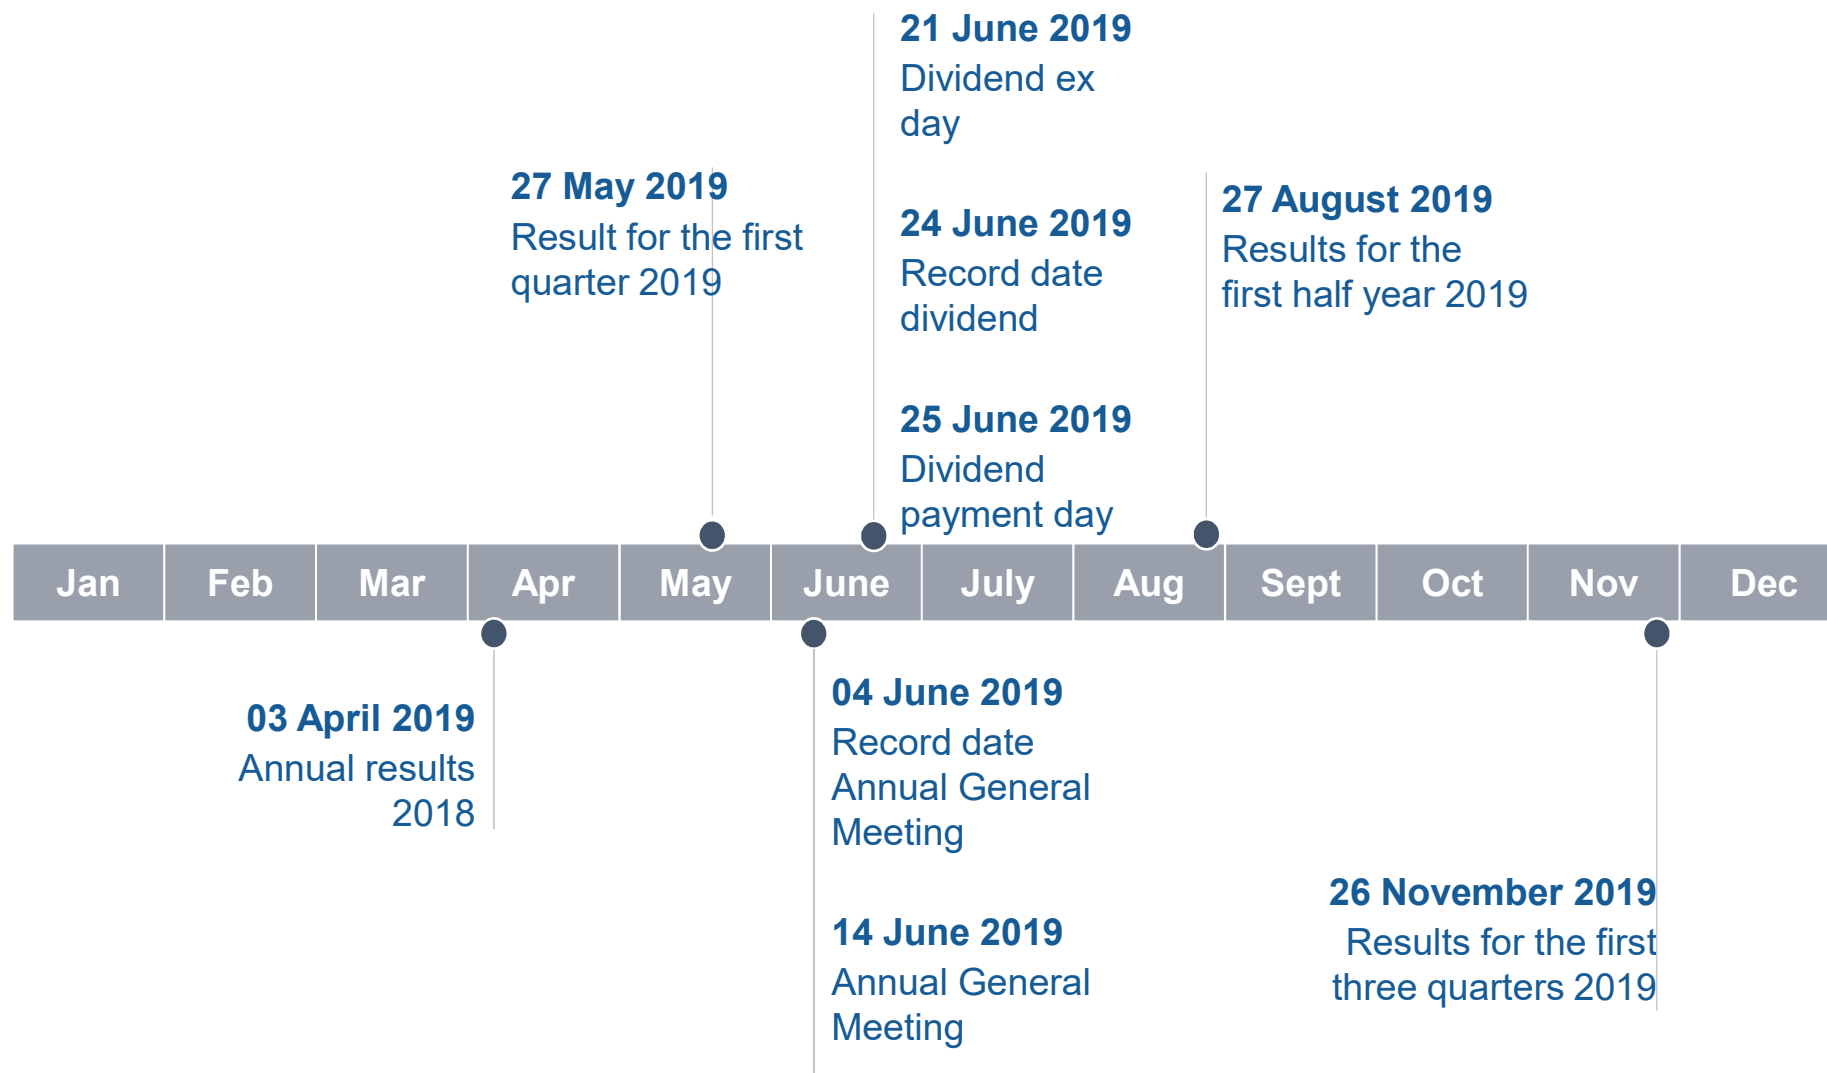 21 June 2019
Dividend ex
day
27 May 2019
Result for the first
quarter 2019
24 June 2019
Record date
dividend
27 August 2019
Results for the
first half year 2019
25 June 2019
Dividend
payment day
Jan Feb Mar Apr May June July Aug Sept Oct Nov Dec
03 April 2019
Annual results
2018
04 June 2019
Record date
Annual General
Meeting
14 June 2019
Annual General
Meeting
26 November 2019
Results for the first
three quarters 2019